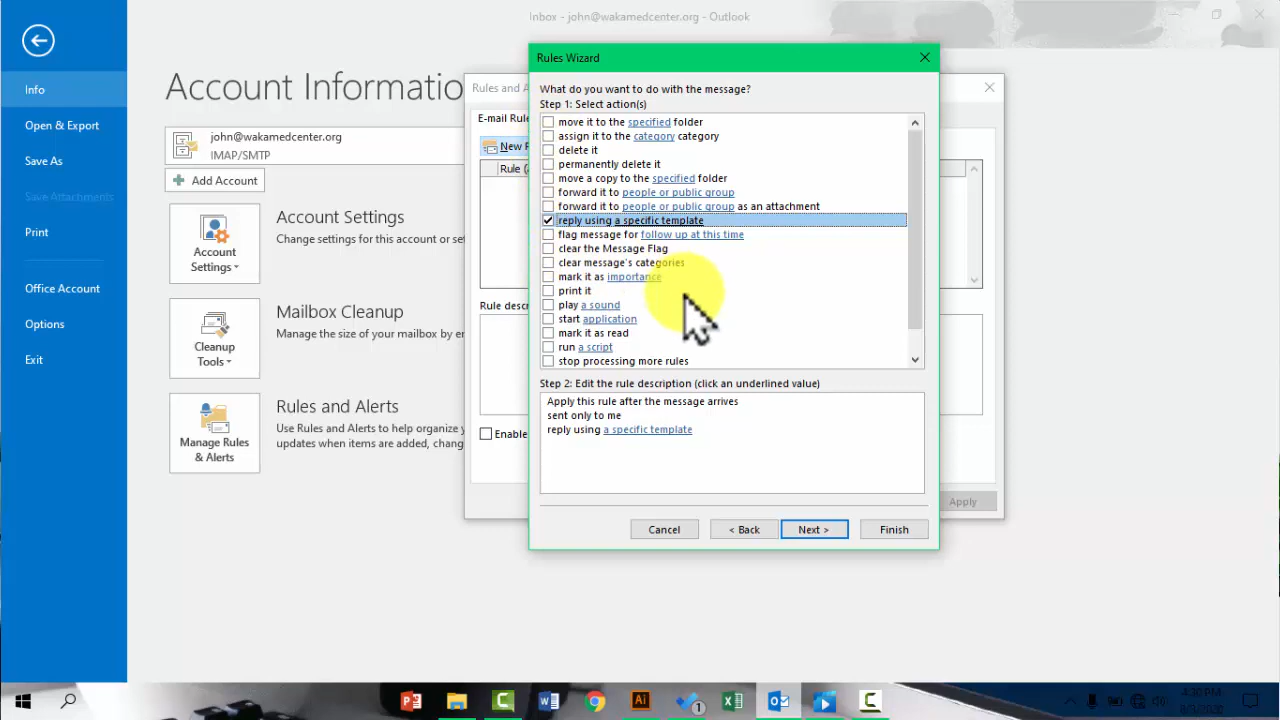 Inbox - john@wakamedcenter.org - Outlook
Info
Open & Export
Save As
Save Attachments
Print
Office Account
Options
Exit
Account Informatio
john@wakamedcenter.org
IMAP/SMTP
Add Account
Account
Settings
Account Settings
Change settings for this account or se
Cleanup
Tools
Mailbox Cleanup
Manage the size of your mailbox by e
Manage Rules
& Alerts
Rules and Alerts
Use Rules and Alerts to help organize y
updates when items are added, chang
Rules and A
E-mail Rule
New R
Rule (a
Rule descr
Enable
Apply
Rules Wizard
What do you want to do with the message?
Step 1: Select action(s)
move it to the specified folder
assign it to the category category
delete it
permanently delete it
move a copy to the specified folder
forward it to people or public group
forward it to people or public group as an attachment
reply using a specific template
flag message for follow up at this time
clear the Message Flag
clear message's categories
mark it as importance
print it
play a sound
start application
mark it as read
run a script
stop processing more rules
Step 2: Edit the rule description (click an underlined value)
Apply this rule after the message arrives
sent only to me
reply using a specific template
Cancel
< Back
Next >
Finish
1
4:30 PM